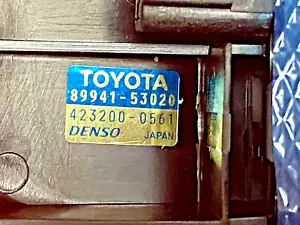 TOYOTA
89941-53020
423200-0561
DENSO JAPAN